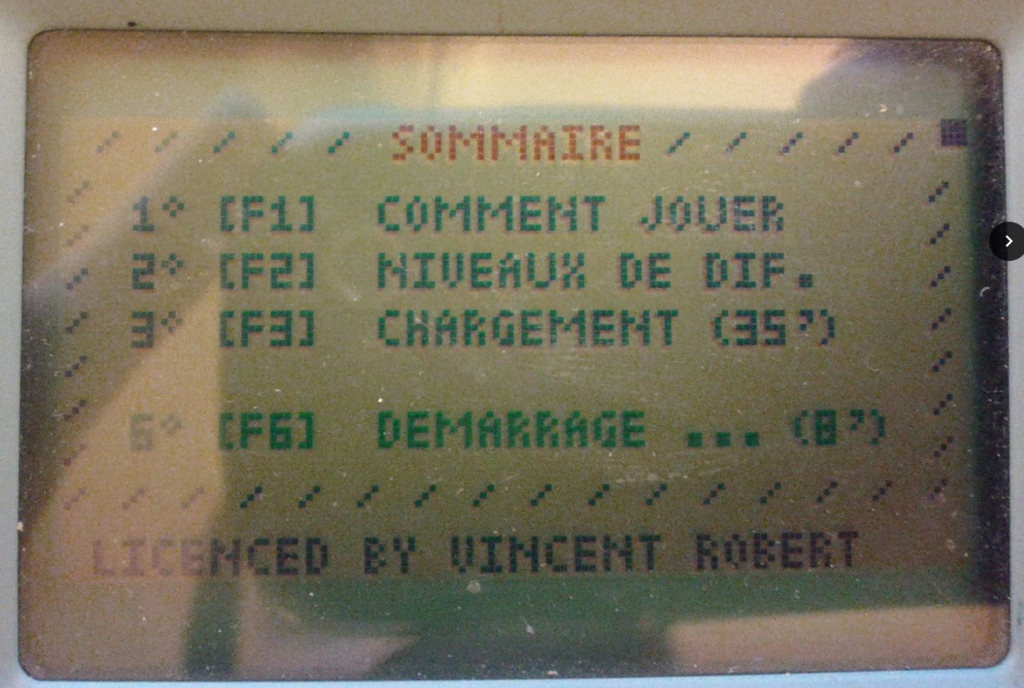 ///// SOMMAIRE /////
1° [F1] COMMENT JOUER
2° [F2] NIVEAUX DE DIF.
3° [F3] CHARGEMENT (35')
6° [F6] DEMARRAGE ... (8')
LICENCED BY VINCENT ROBERT